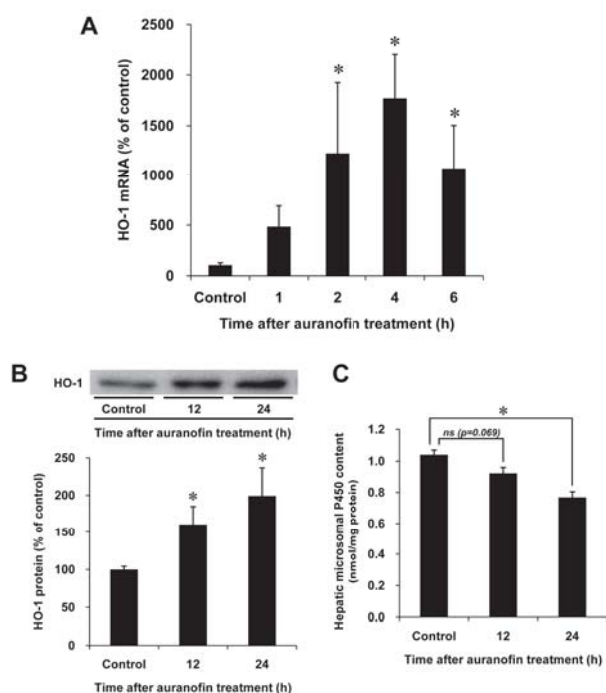 A
HO-1 mRNA (% of control)
2500
2000
1500
1000
500
0
*
*
*
Control 1 2 4 6
Time after auranofin treatment (h)
B
HO-1
Control 12 24
Time after auranofin treatment (h)
HO-1 protein (% of control)
250
200
150
100
50
0
*
*
Control 12 24
Time after auranofin treatment (h)
C
Hepatic microsomal P450 content
(nmol/mg protein)
1.2
1.0
0.8
0.6
0.4
0.2
0.0
*
ns (p=0.069)
Control 12 24
Time after auranofin treatment (h)